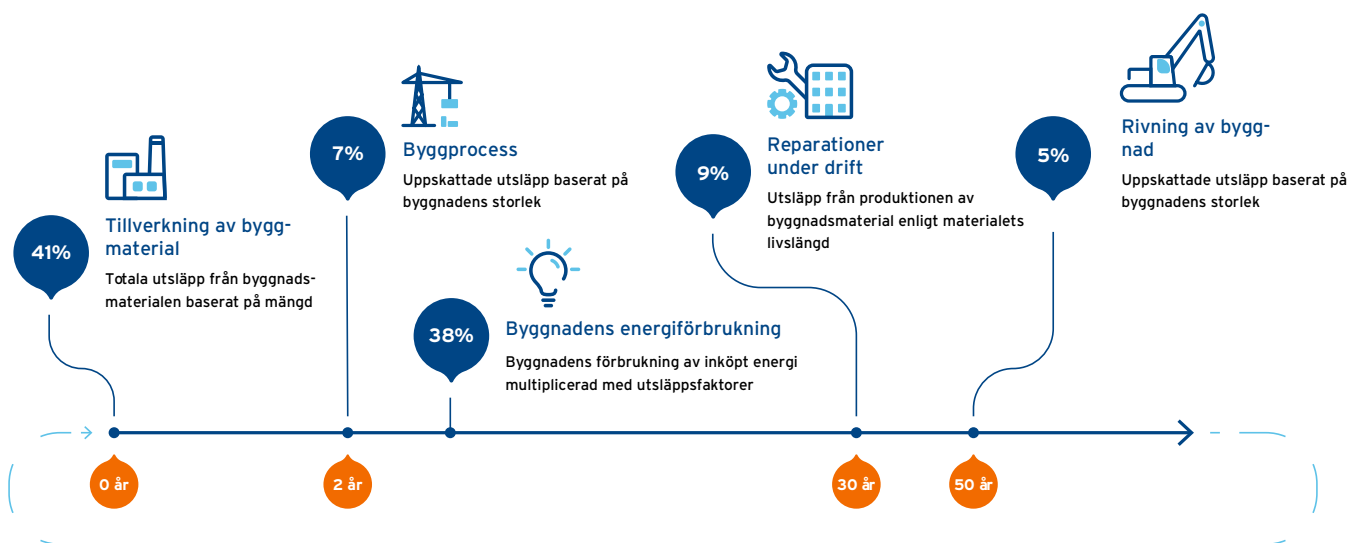 41%
Tillverkning av bygg-
material
Totala utsläpp från byggnads-
materialen baserat på mängd
7%
Byggprocess
Uppskattade utsläpp baserat på
byggnadens storlek
38%
Byggnadens energiförbrukning
Byggnadens förbrukning av inköpt energi
multiplicerad med utsläppsfaktorer
9%
Reparationer
under drift
Utsläpp från produktionen av
byggnadsmaterial enligt materialets
livslängd
5%
Rivning av bygg-
nad
Uppskattade utsläpp baserat på
byggnadens storlek
0 år
2 år
30 år
50 år